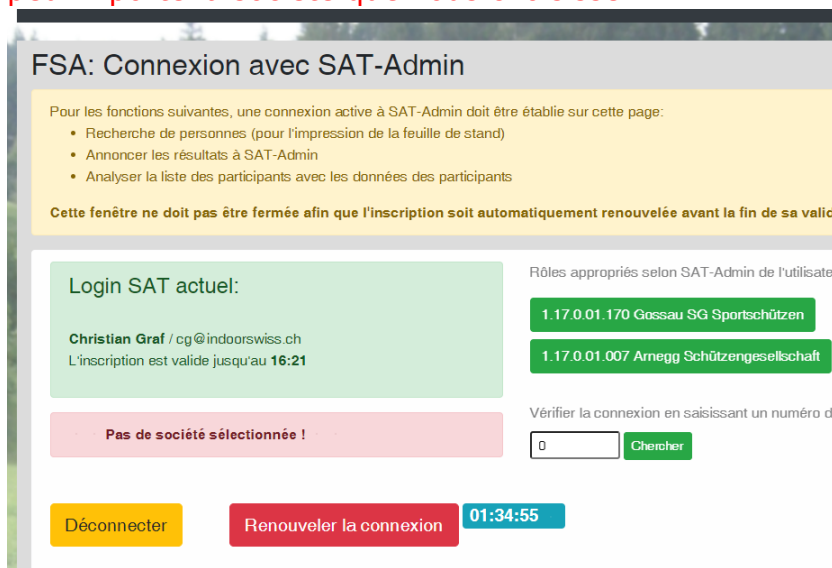 FSA: Connexion avec SAT-Admin
Pour les fonctions suivantes, une connexion active à SAT-Admin doit être établie sur cette page:
• Recherche de personnes (pour l'impression de la feuille de stand)
• Annoncer les résultats à SAT-Admin
• Analyser la liste des participants avec les données des participants
Cette fenêtre ne doit pas être fermée afin que l'inscription soit automatiquement renouvelée avant la fin de sa valid
Login SAT actuel:
Christian Graf / cg@indoorswiss.ch
L'inscription est valide jusqu'au 16:21
Pas de société sélectionnée !
Rôles appropriés selon SAT-Admin de l'utilisate
1.17.0.01.170 Gossau SG Sportschützen
1.17.0.01.007 Arnegg Schützengesellschaft
Vérifier la connexion en saisissant un numéro d
0
Chercher
Déconnecter
Renouveler la connexion
01:34:55